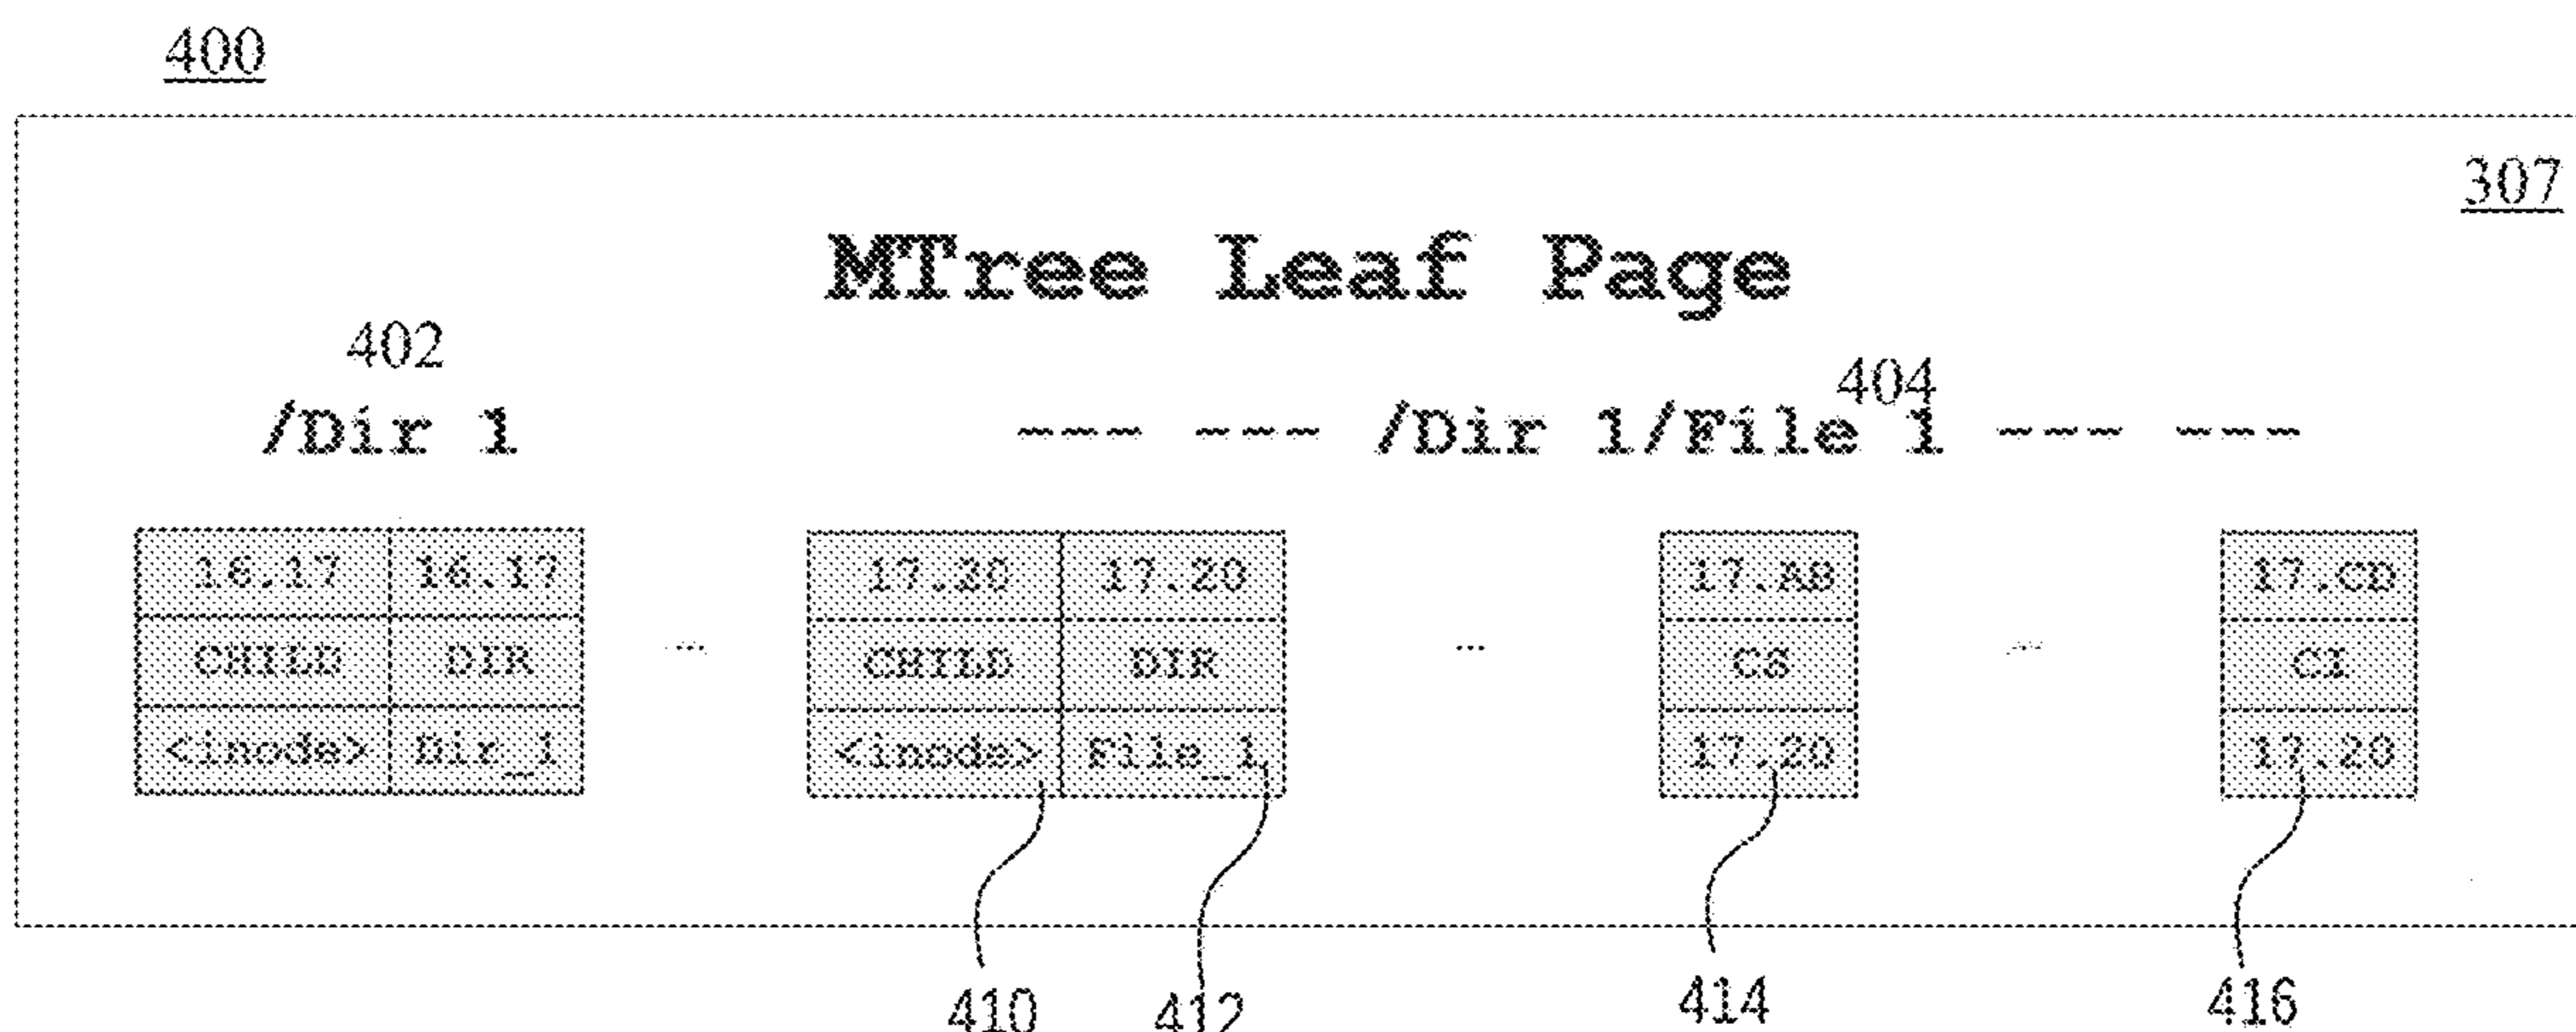 400
307
MTree Leaf Page
402
404
/Dir 1 --- --- /Dir 1/File 1 --- ---
16.17 16.17 17.20 17.20 17.AB 17.CD
CHILD DIR ... CHILD DIR ... CS ... CI
<inode> Dir_1 <inode> File_1 17.20 17.20
410 412 414 416